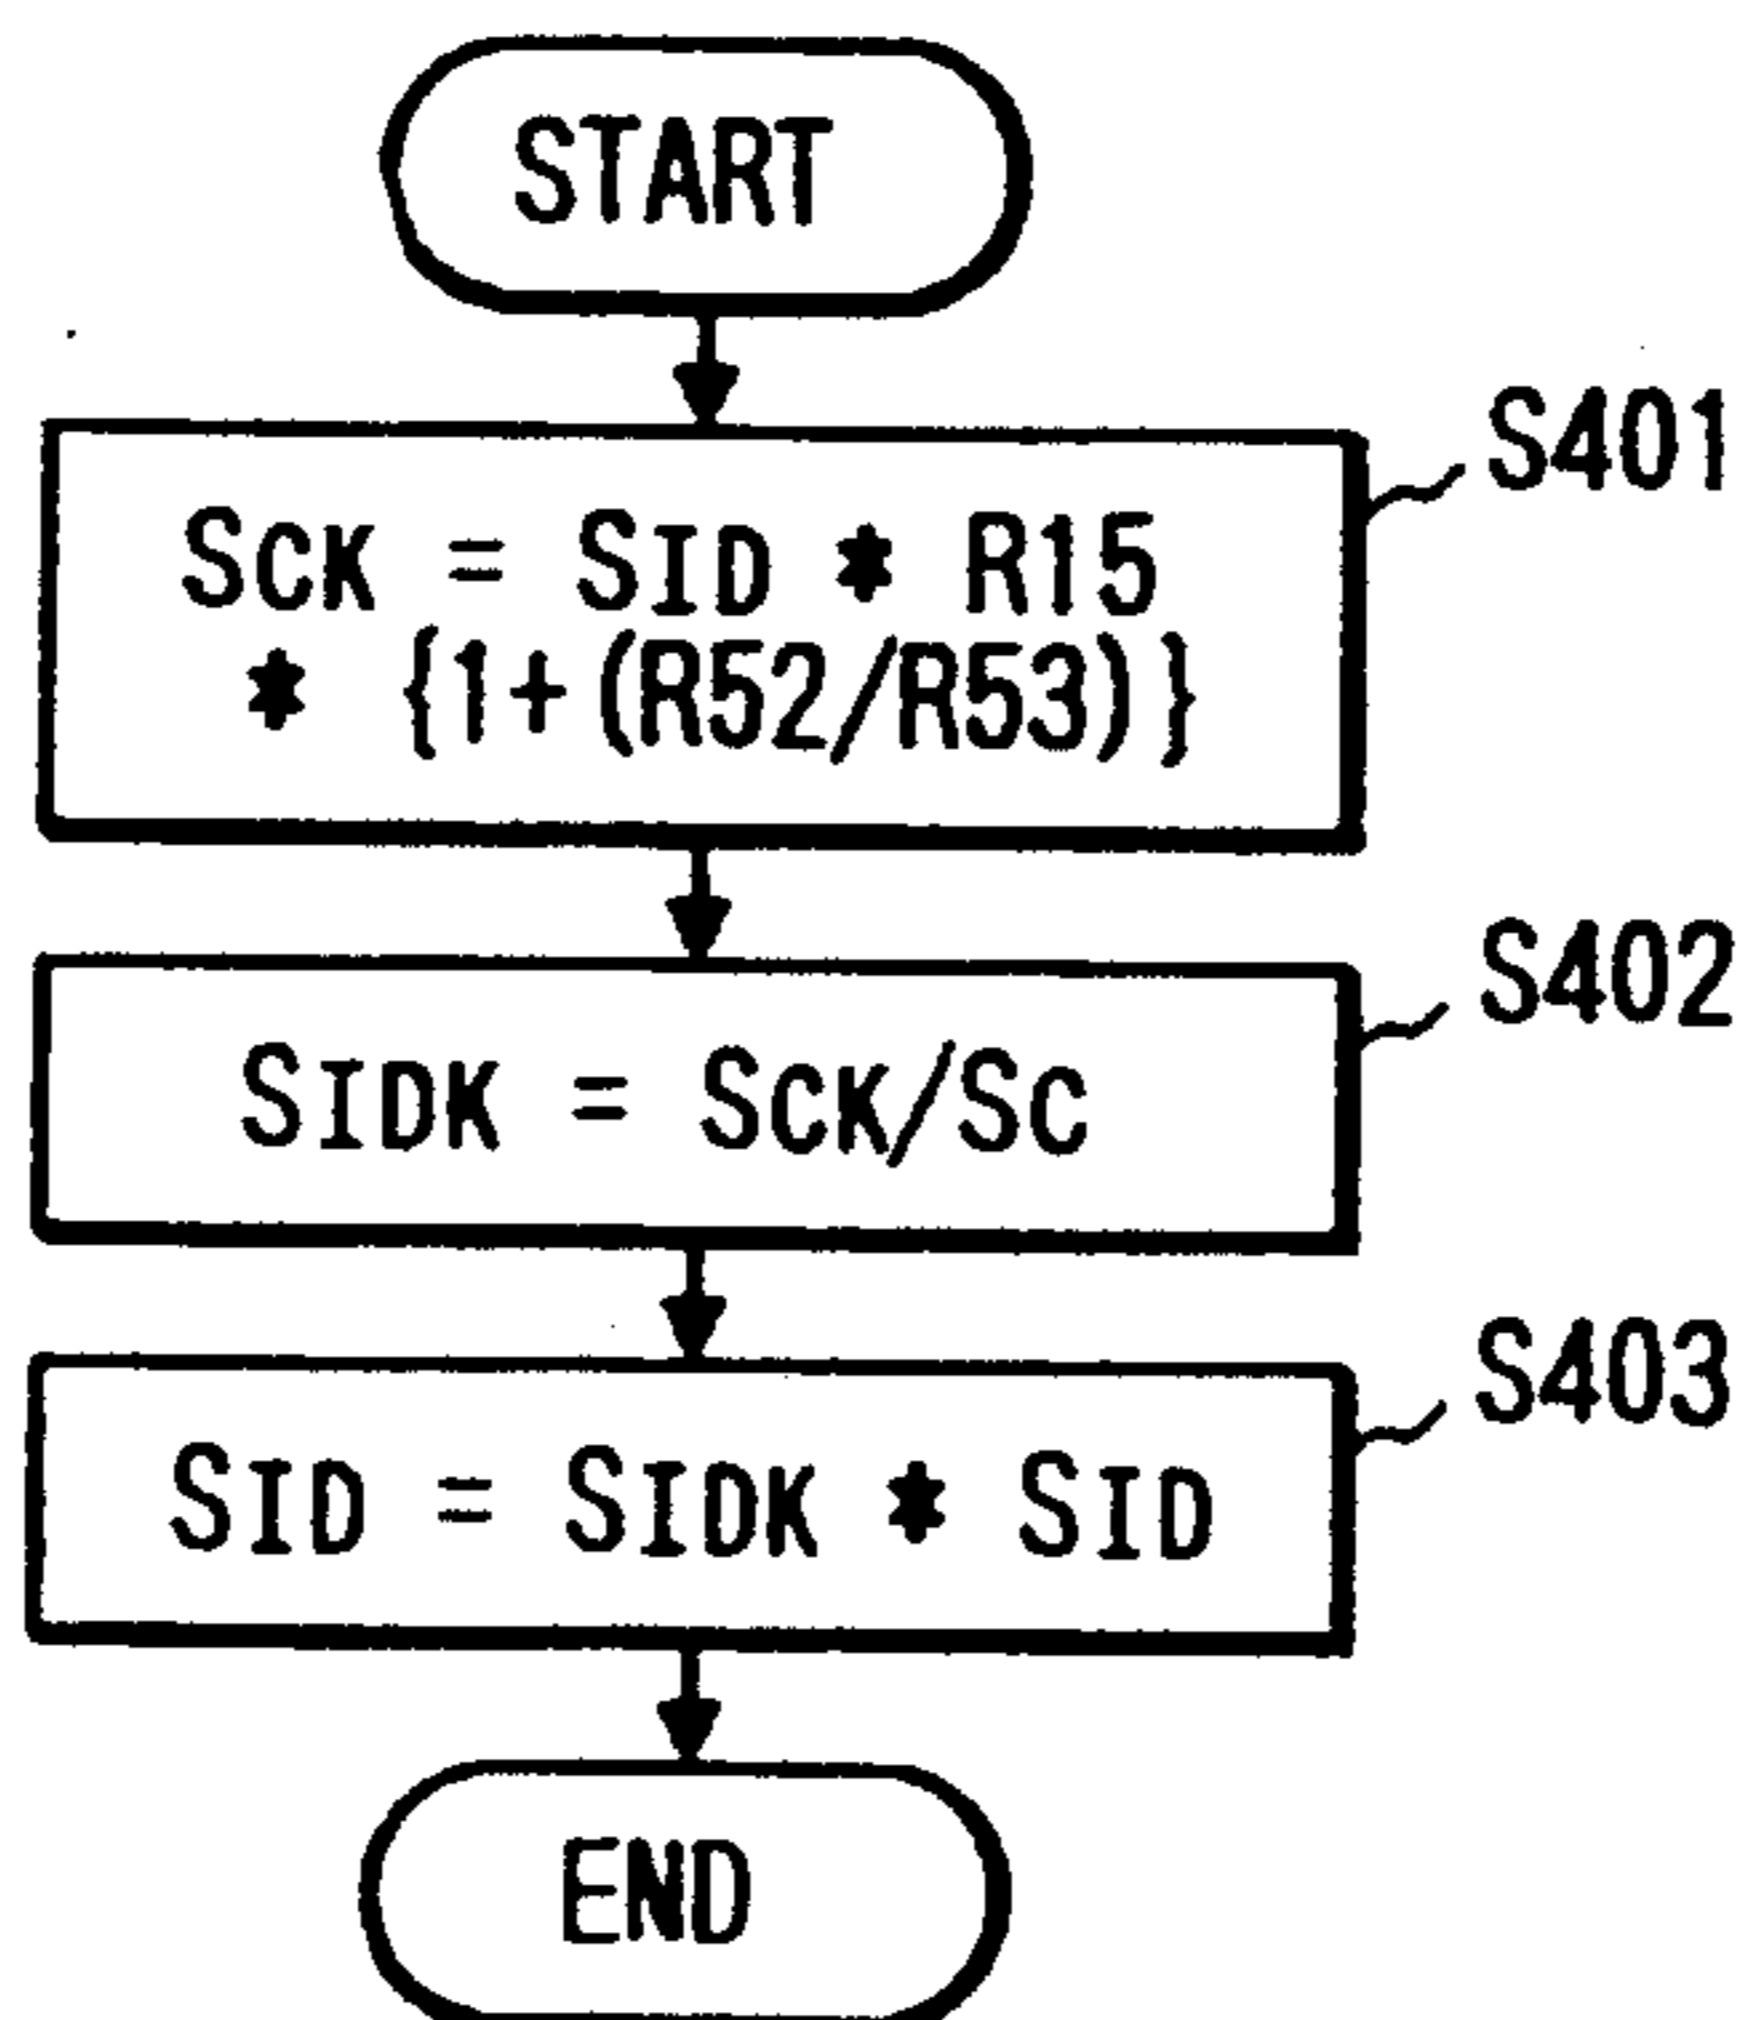 START
S401
SCK = SID * R15
* {1+(R52/R53)}
S402
SIDK = SCK/SC
S403
SID = SIDK * SID
END